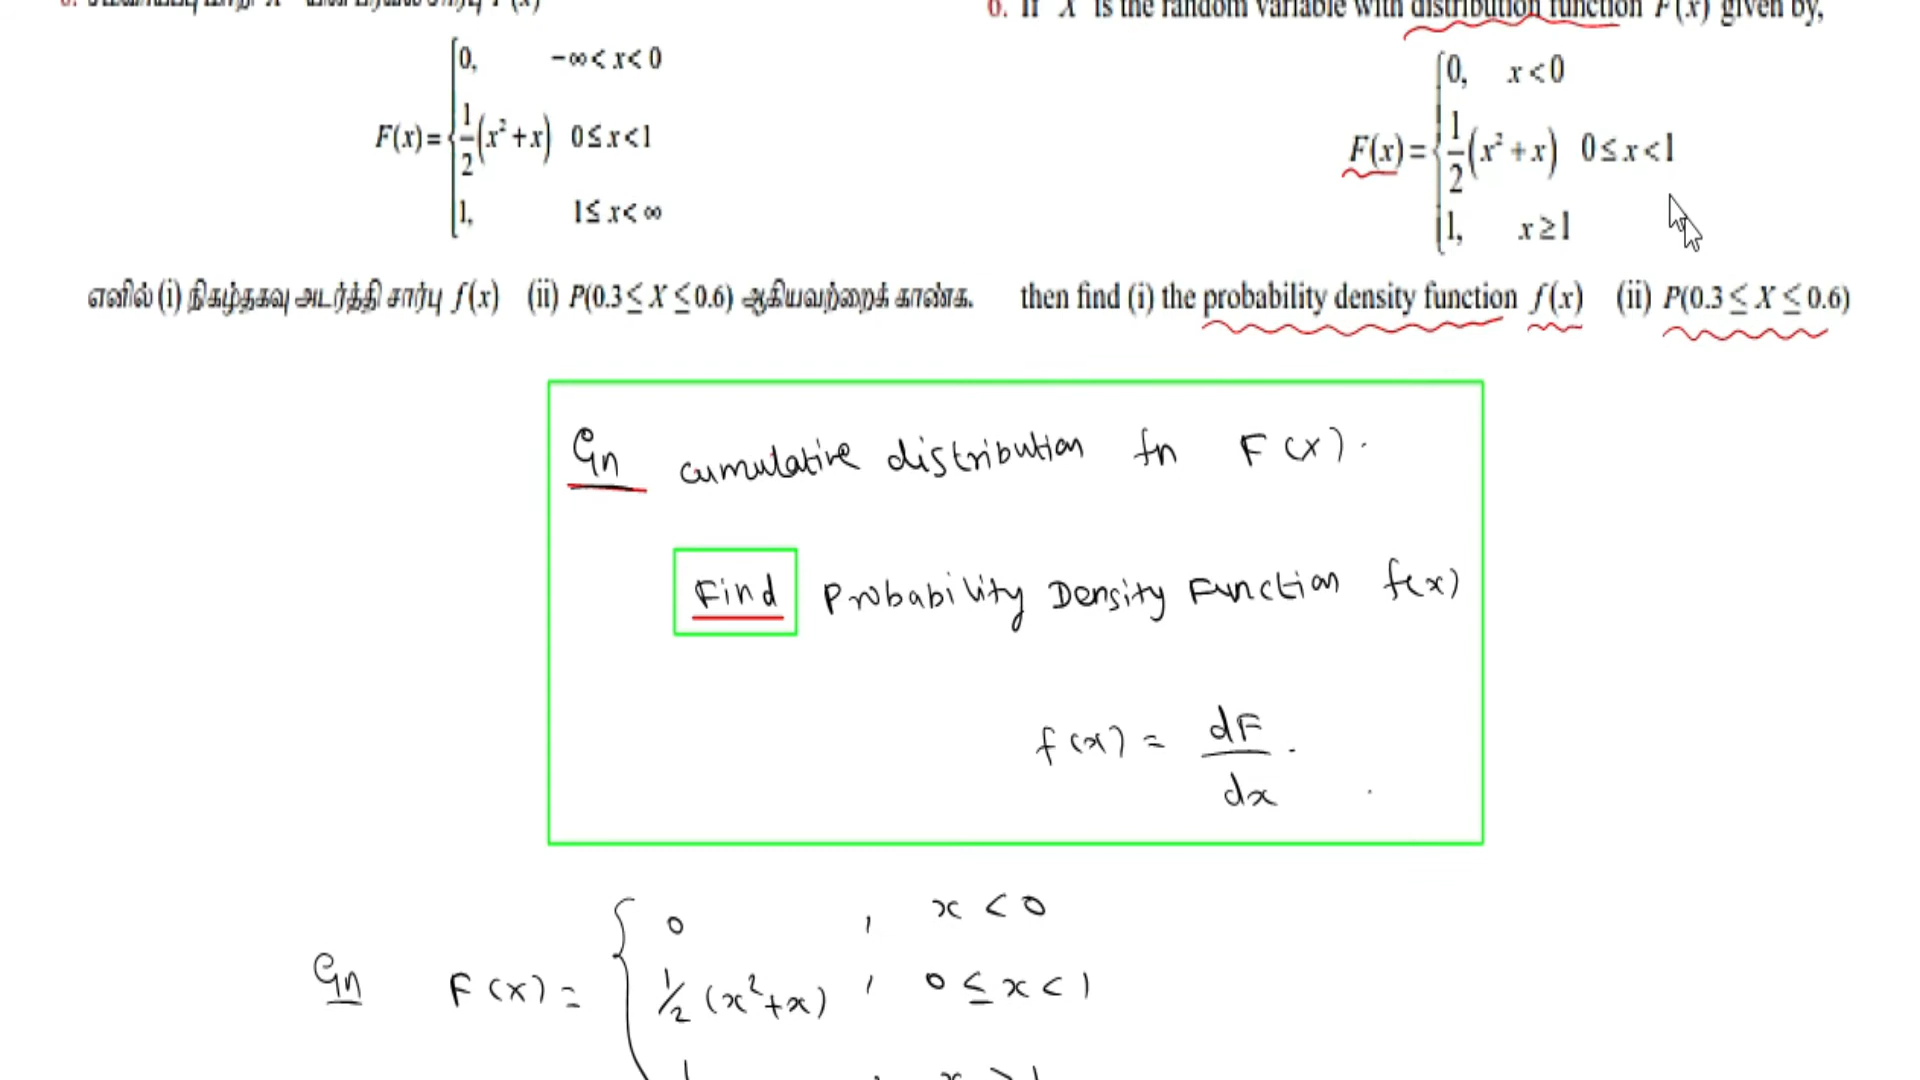 F(x)
6. If X is the random variable with distribution function F(x) given by,
F(x) = { 0, −∞ < x < 0
1/2 (x² + x) 0 ≤ x < 1
1, 1 ≤ x < ∞
F(x) = { 0, x < 0
1/2 (x² + x) 0 ≤ x < 1
1, x ≥ 1
எனில் (i) நிகழ்தகவு அடர்த்தி சார்பு f(x) (ii) P(0.3 ≤ X ≤ 0.6) ஆகியவற்றைக் காண்க.
then find (i) the probability density function f(x) (ii) P(0.3 ≤ X ≤ 0.6)
Gn cumulative distribution fn F(x).
Find Probability Density Function f(x)
f(x) = dF/dx .
Gn F(x) = { 0 , x < 0
1/2 (x²+x) , 0 ≤ x < 1